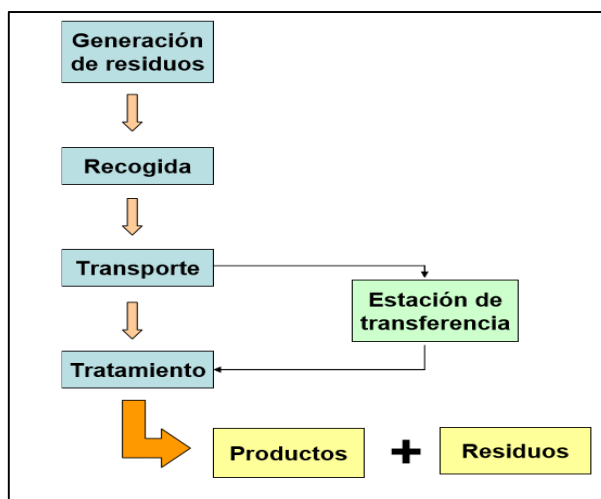 Generación
de residuos
Recogida
Transporte
Estación de
transferencia
Tratamiento
Productos + Residuos